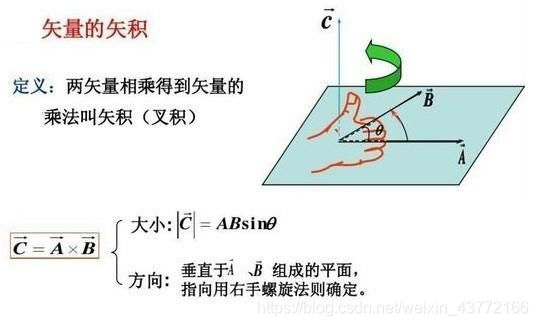 矢量的矢积
定义：两矢量相乘得到矢量的
乘法叫矢积（叉积）
C⃗
B⃗
θ
A⃗
C⃗ = A⃗ × B⃗
大小: |C⃗| = ABsinθ
方向: 垂直于A⃗ 、B⃗ 组成的平面，
指向用右手螺旋法则确定。
https://blog.csdn.net/weixin_43772166